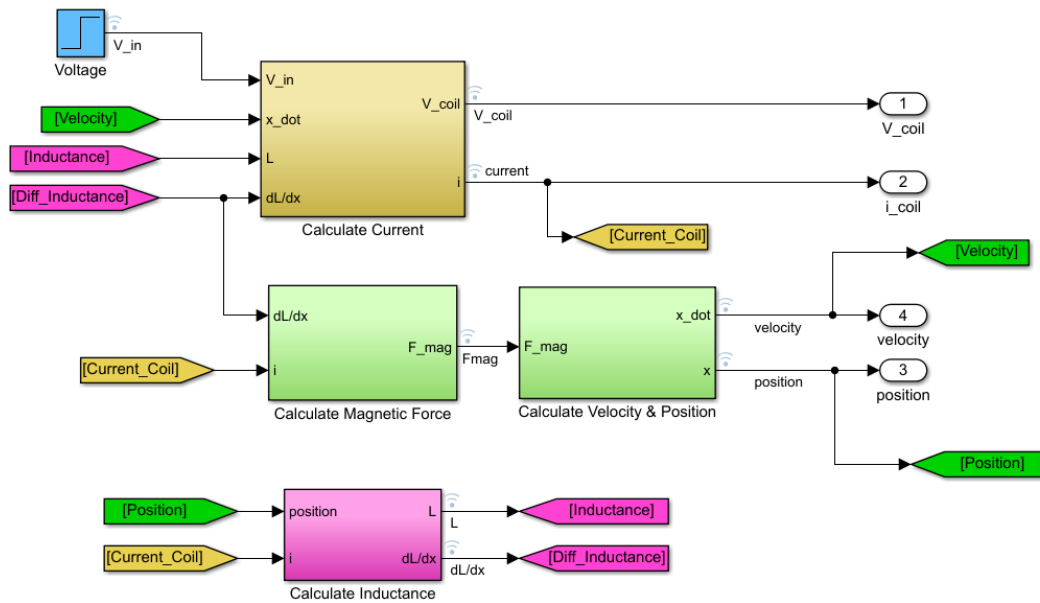 V_in
Voltage
V_in
[Velocity]
x_dot
[Inductance]
L
[Diff_Inductance]
dL/dx
V_coil
V_coil
i
current
Calculate Current
1
V_coil
2
i_coil
[Current_Coil]
[Velocity]
dL/dx
[Current_Coil]
i
F_mag
Fmag
Calculate Magnetic Force
F_mag
x_dot
velocity
x
position
Calculate Velocity & Position
4
velocity
3
position
[Position]
[Position]
position
[Current_Coil]
i
L
L
dL/dx
dL/dx
Calculate Inductance
[Inductance]
[Diff_Inductance]